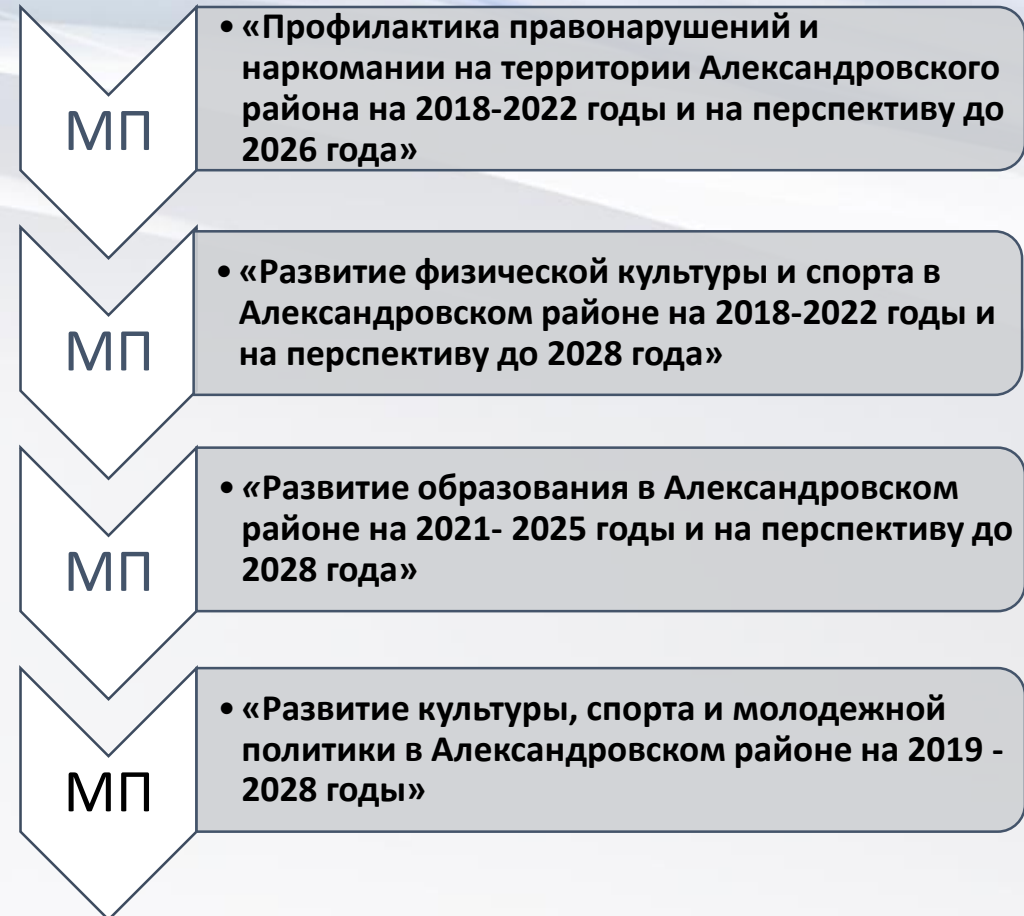 МП
• «Профилактика правонарушений и
наркомании на территории Александровского
района на 2018-2022 годы и на перспективу до
2026 года»
МП
• «Развитие физической культуры и спорта в
Александровском районе на 2018-2022 годы и
на перспективу до 2028 года»
МП
• «Развитие образования в Александровском
районе на 2021- 2025 годы и на перспективу до
2028 года»
МП
• «Развитие культуры, спорта и молодежной
политики в Александровском районе на 2019 -
2028 годы»